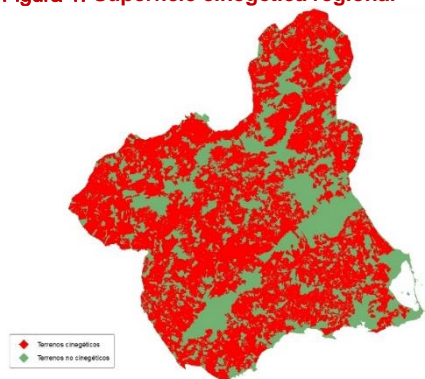 Figura 1. Superficie cinegética regional
Terrenos cinegéticos
Terrenos no cinegéticos